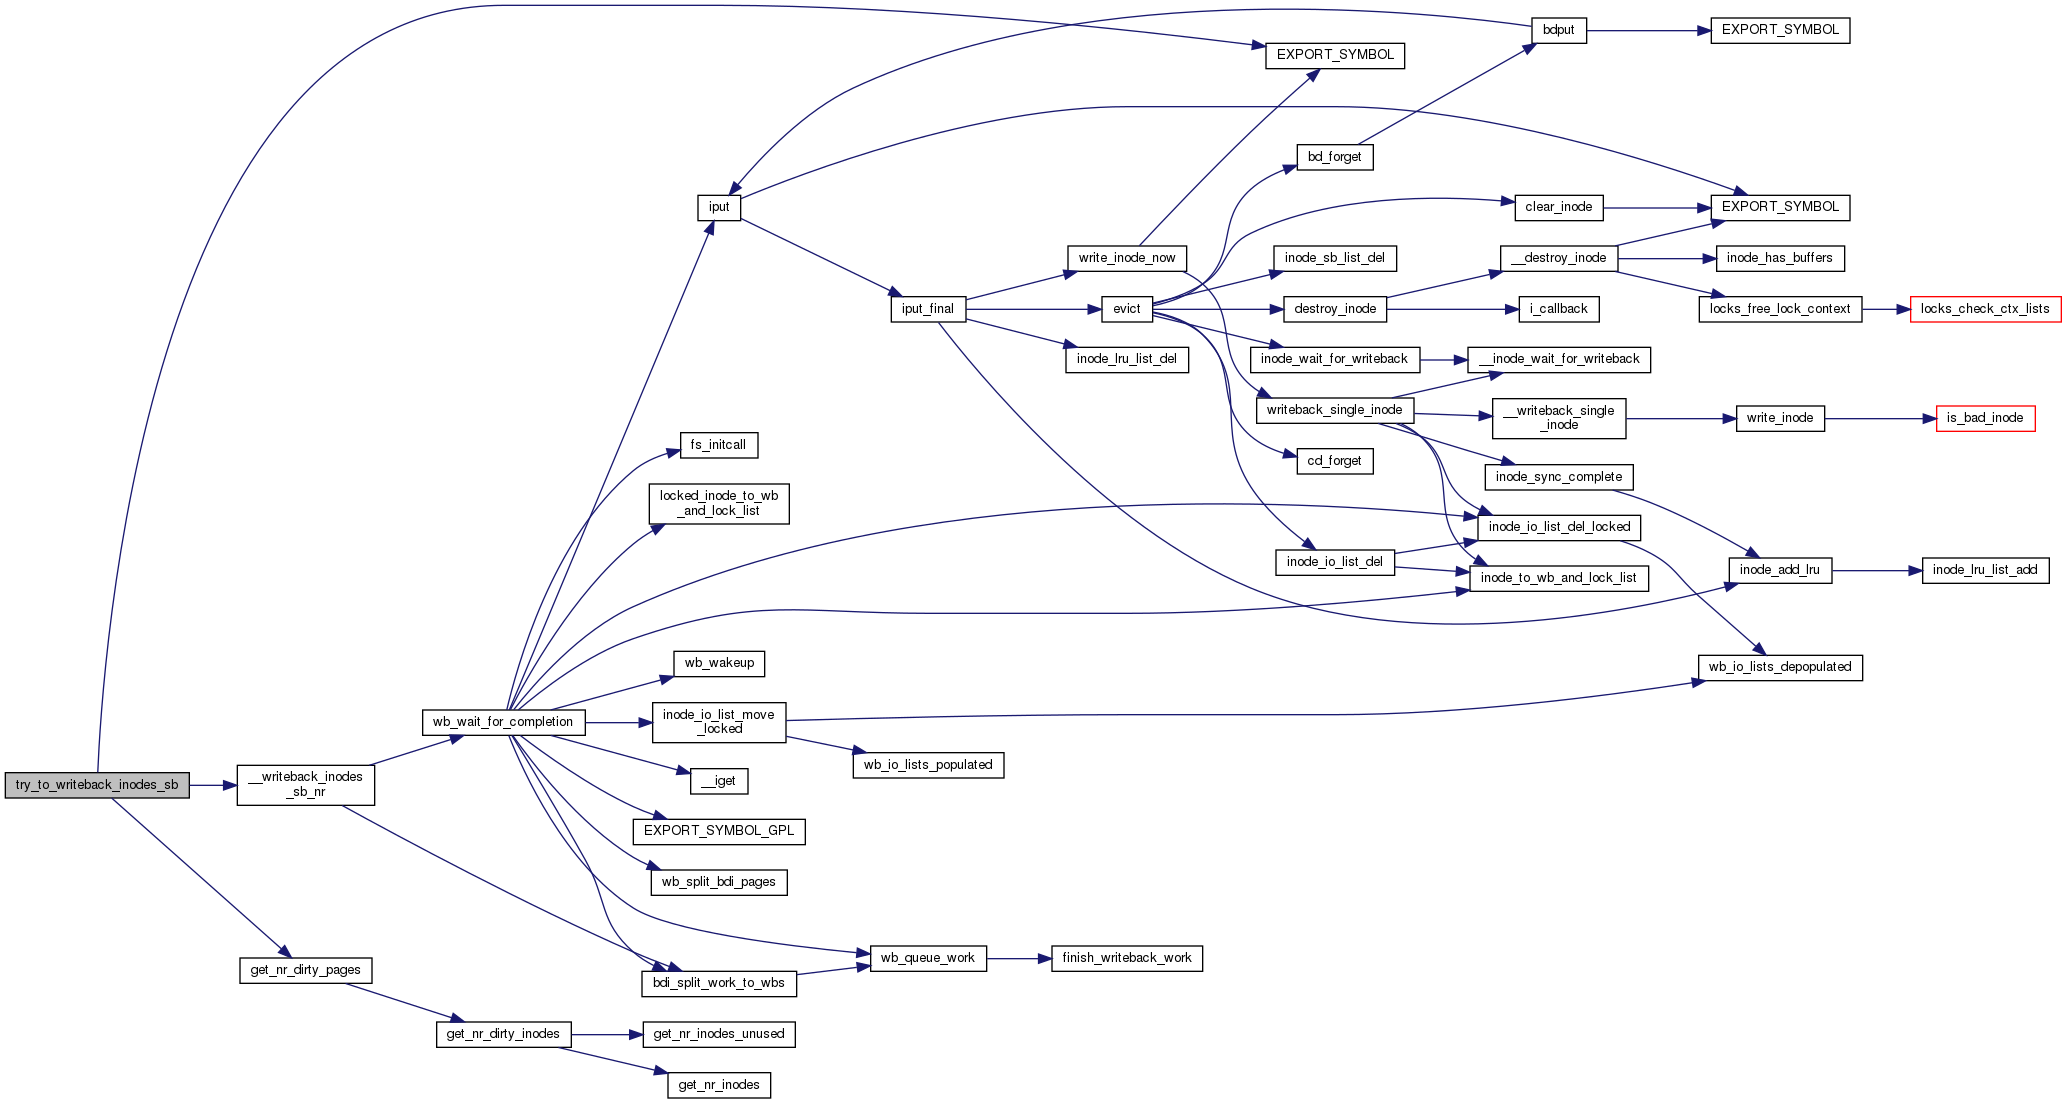 bdput
EXPORT_SYMBOL
EXPORT_SYMBOL
bd_forget
iput
clear_inode
EXPORT_SYMBOL
write_inode_now
inode_sb_list_del
__destroy_inode
inode_has_buffers
iput_final
evict
destroy_inode
i_callback
locks_free_lock_context
locks_check_ctx_lists
inode_lru_list_del
inode_wait_for_writeback
__inode_wait_for_writeback
writeback_single_inode
__writeback_single
_inode
write_inode
is_bad_inode
fs_initcall
cd_forget
inode_sync_complete
locked_inode_to_wb
_and_lock_list
inode_io_list_del_locked
inode_io_list_del
inode_to_wb_and_lock_list
inode_add_lru
inode_lru_list_add
wb_wakeup
wb_io_lists_depopulated
wb_wait_for_completion
inode_io_list_move
_locked
wb_io_lists_populated
try_to_writeback_inodes_sb
__writeback_inodes
_sb_nr
__iget
EXPORT_SYMBOL_GPL
wb_split_bdi_pages
wb_queue_work
finish_writeback_work
get_nr_dirty_pages
bdi_split_work_to_wbs
get_nr_dirty_inodes
get_nr_inodes_unused
get_nr_inodes